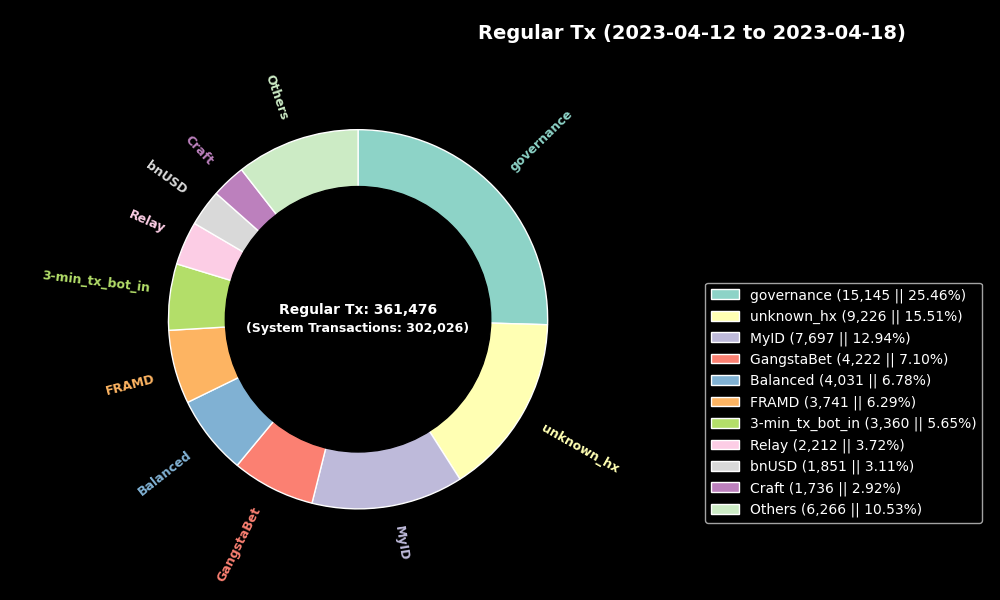 Regular Tx (2023-04-12 to 2023-04-18)
Others
governance
Craft
bnUSD
Relay
3-min_tx_bot_in
Regular Tx: 361,476
(System Transactions: 302,026)
FRAMD
Balanced
GangstaBet
MyID
unknown_hx
governance (15,145 || 25.46%)
unknown_hx (9,226 || 15.51%)
MyID (7,697 || 12.94%)
GangstaBet (4,222 || 7.10%)
Balanced (4,031 || 6.78%)
FRAMD (3,741 || 6.29%)
3-min_tx_bot_in (3,360 || 5.65%)
Relay (2,212 || 3.72%)
bnUSD (1,851 || 3.11%)
Craft (1,736 || 2.92%)
Others (6,266 || 10.53%)